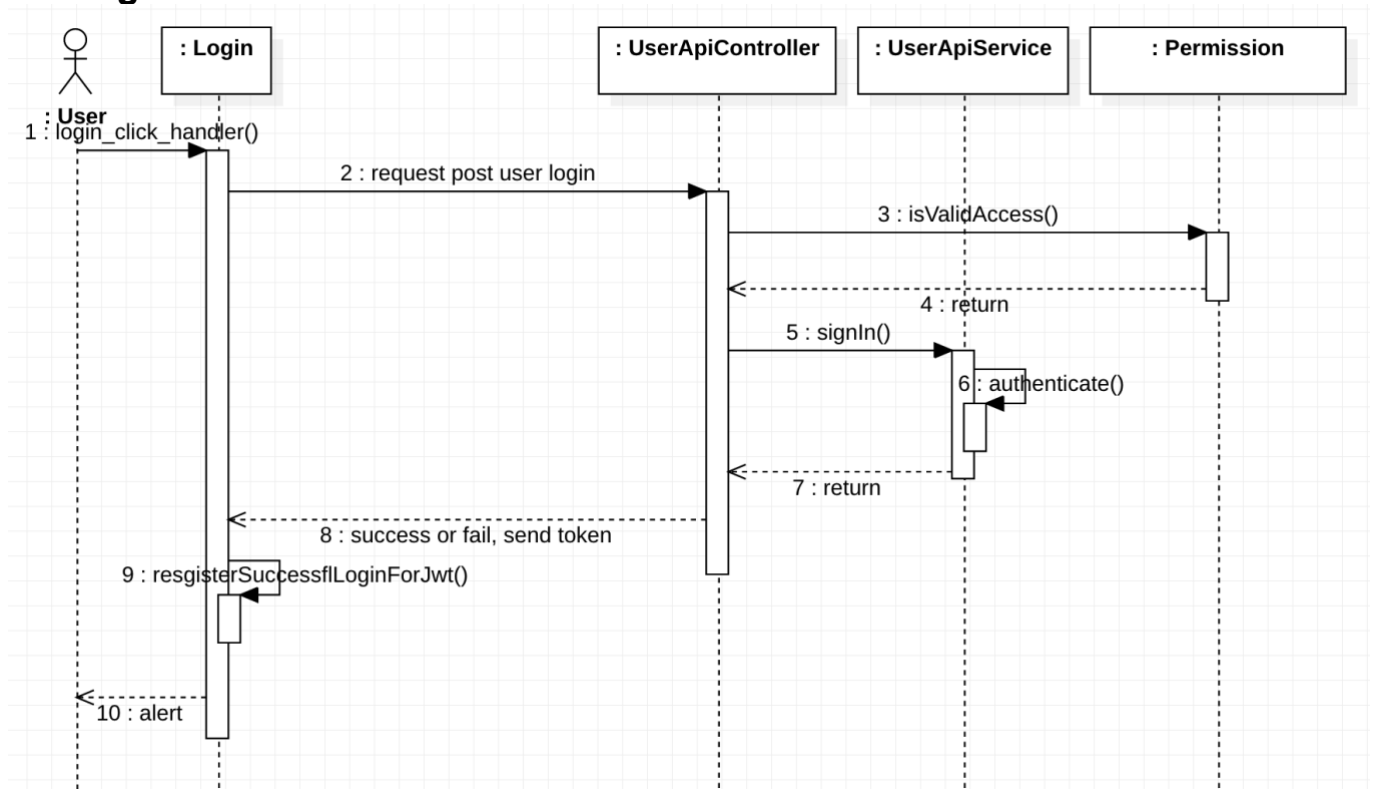 : Login
: UserApiController
: UserApiService
: Permission
: User
1 : login_click_handler()
2 : request post user login
3 : isValidAccess()
4 : return
5 : signIn()
6 : authenticate()
7 : return
8 : success or fail, send token
9 : resgisterSuccessflLoginForJwt()
10 : alert